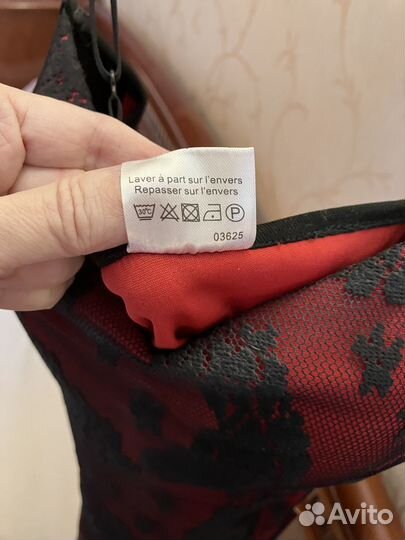 Laver à part sur l'envers
Repasser sur l'envers
30°C P
03625
Avito